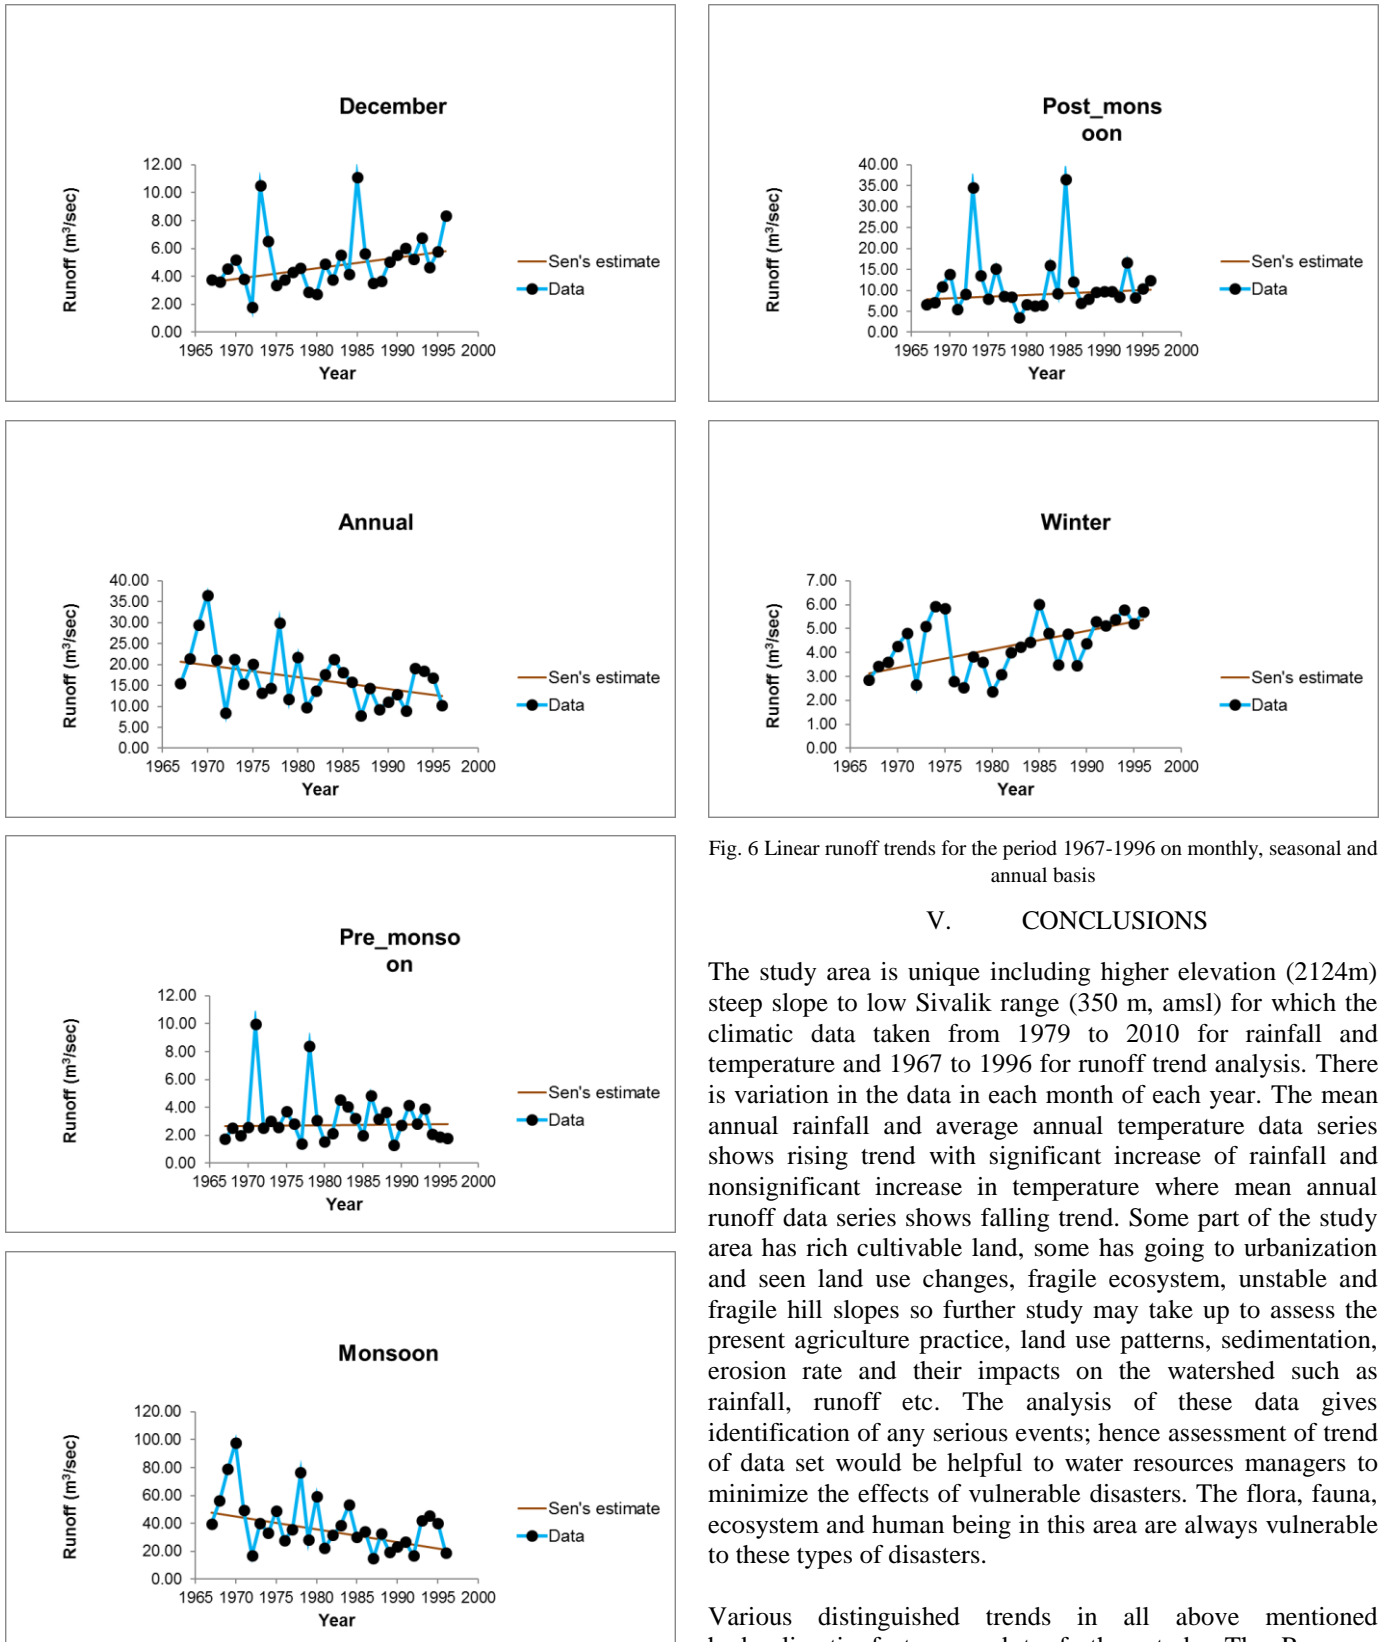 December
12.00
10.00
8.00
6.00
4.00
2.00
0.00
Runoff (m³/sec)
1965 1970 1975 1980 1985 1990 1995 2000
Year
Sen's estimate
Data
Annual
40.00
35.00
30.00
25.00
20.00
15.00
10.00
5.00
0.00
Runoff (m³/sec)
1965 1970 1975 1980 1985 1990 1995 2000
Year
Sen's estimate
Data
Pre_monso
on
12.00
10.00
8.00
6.00
4.00
2.00
0.00
Runoff (m³/sec)
1965 1970 1975 1980 1985 1990 1995 2000
Year
Sen's estimate
Data
Monsoon
120.00
100.00
80.00
60.00
40.00
20.00
0.00
Runoff (m³/sec)
1965 1970 1975 1980 1985 1990 1995 2000
Year
Sen's estimate
Data
Post_mons
oon
40.00
35.00
30.00
25.00
20.00
15.00
10.00
5.00
0.00
Runoff (m³/sec)
1965 1970 1975 1980 1985 1990 1995 2000
Year
Sen's estimate
Data
Winter
7.00
6.00
5.00
4.00
3.00
2.00
1.00
0.00
Runoff (m³/sec)
1965 1970 1975 1980 1985 1990 1995 2000
Year
Sen's estimate
Data
Fig. 6 Linear runoff trends for the period 1967-1996 on monthly, seasonal and
annual basis
V. CONCLUSIONS
The study area is unique including higher elevation (2124m)
steep slope to low Sivalik range (350 m, amsl) for which the
climatic data taken from 1979 to 2010 for rainfall and
temperature and 1967 to 1996 for runoff trend analysis. There
is variation in the data in each month of each year. The mean
annual rainfall and average annual temperature data series
shows rising trend with significant increase of rainfall and
nonsignificant increase in temperature where mean annual
runoff data series shows falling trend. Some part of the study
area has rich cultivable land, some has going to urbanization
and seen land use changes, fragile ecosystem, unstable and
fragile hill slopes so further study may take up to assess the
present agriculture practice, land use patterns, sedimentation,
erosion rate and their impacts on the watershed such as
rainfall, runoff etc. The analysis of these data gives
identification of any serious events; hence assessment of trend
of data set would be helpful to water resources managers to
minimize the effects of vulnerable disasters. The flora, fauna,
ecosystem and human being in this area are always vulnerable
to these types of disasters.
Various distinguished trends in all above mentioned